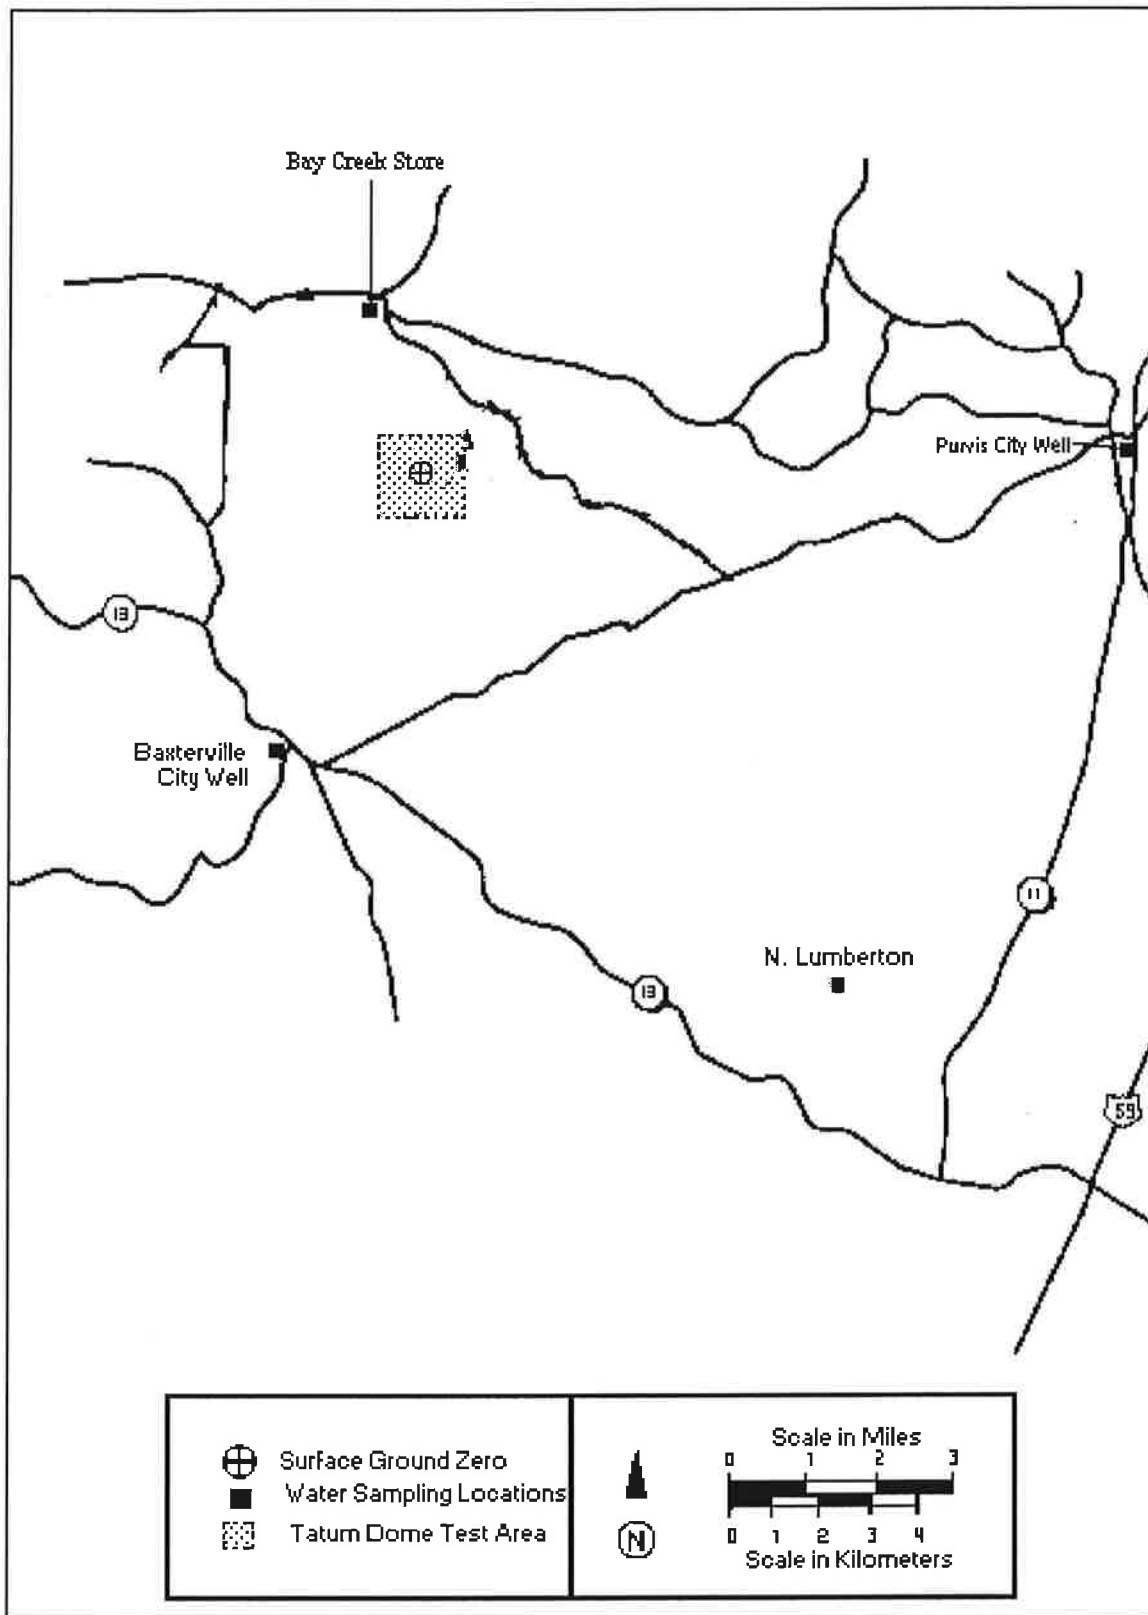 Bay Creek Store
Purvis City Well
13
Baxterville
City Well
11
N. Lumberton
13
59
Surface Ground Zero
Water Sampling Locations
Tatum Dome Test Area
N
Scale in Miles
0 1 2 3
0 1 2 3 4
Scale in Kilometers